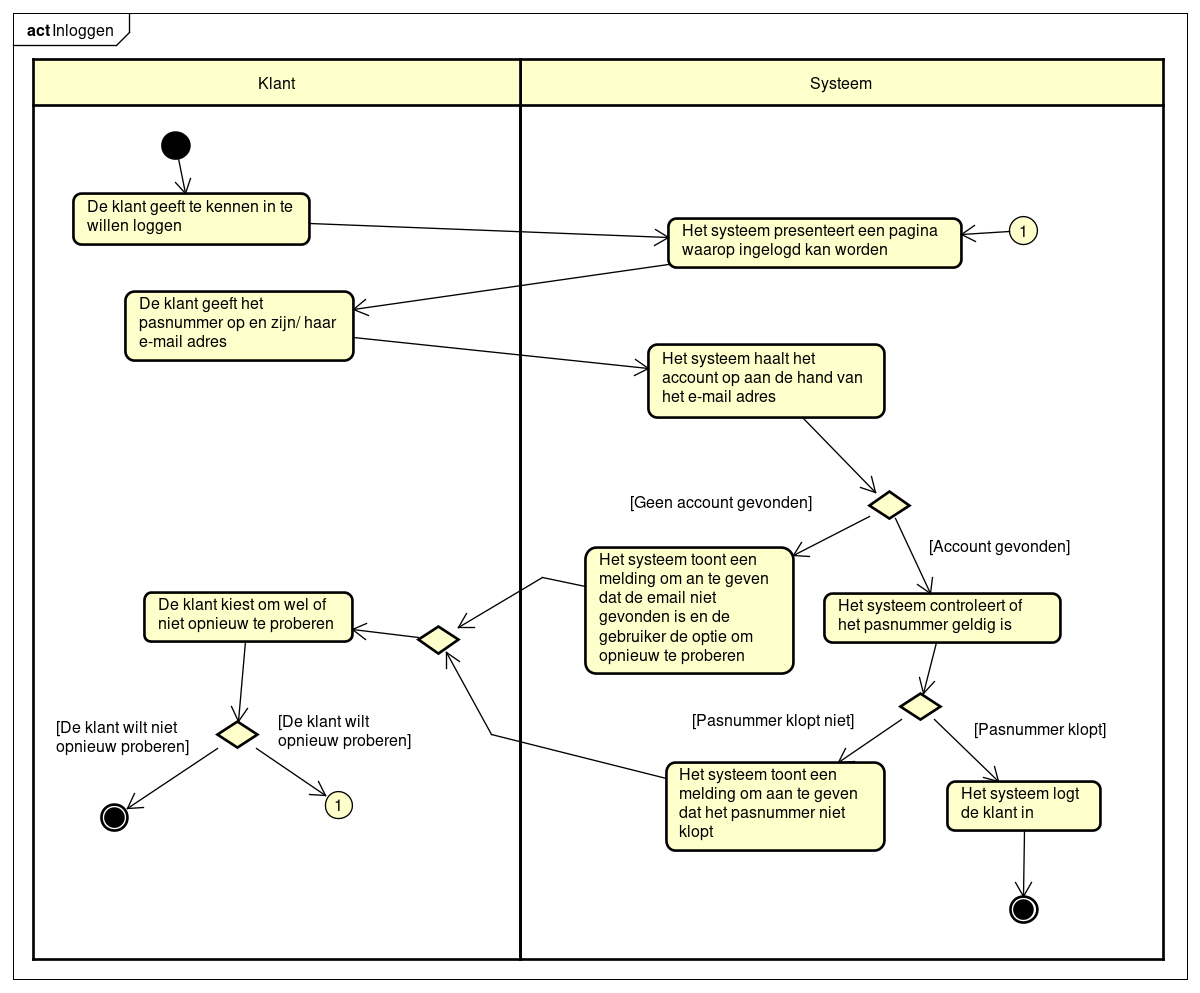 act Inloggen
Klant
Systeem
De klant geeft te kennen in te
willen loggen
Het systeem presenteert een pagina
waarop ingelogd kan worden
1
De klant geeft het
pasnummer op en zijn/ haar
e-mail adres
Het systeem haalt het
account op aan de hand van
het e-mail adres
[Geen account gevonden]
[Account gevonden]
Het systeem toont een
melding om an te geven
dat de email niet
gevonden is en de
gebruiker de optie om
opnieuw te proberen
Het systeem controleert of
het pasnummer geldig is
De klant kiest om wel of
niet opnieuw te proberen
[De klant wilt niet
opnieuw proberen]
[De klant wilt
opnieuw proberen]
1
[Pasnummer klopt niet]
[Pasnummer klopt]
Het systeem toont een
melding om aan te geven
dat het pasnummer niet
klopt
Het systeem logt
de klant in